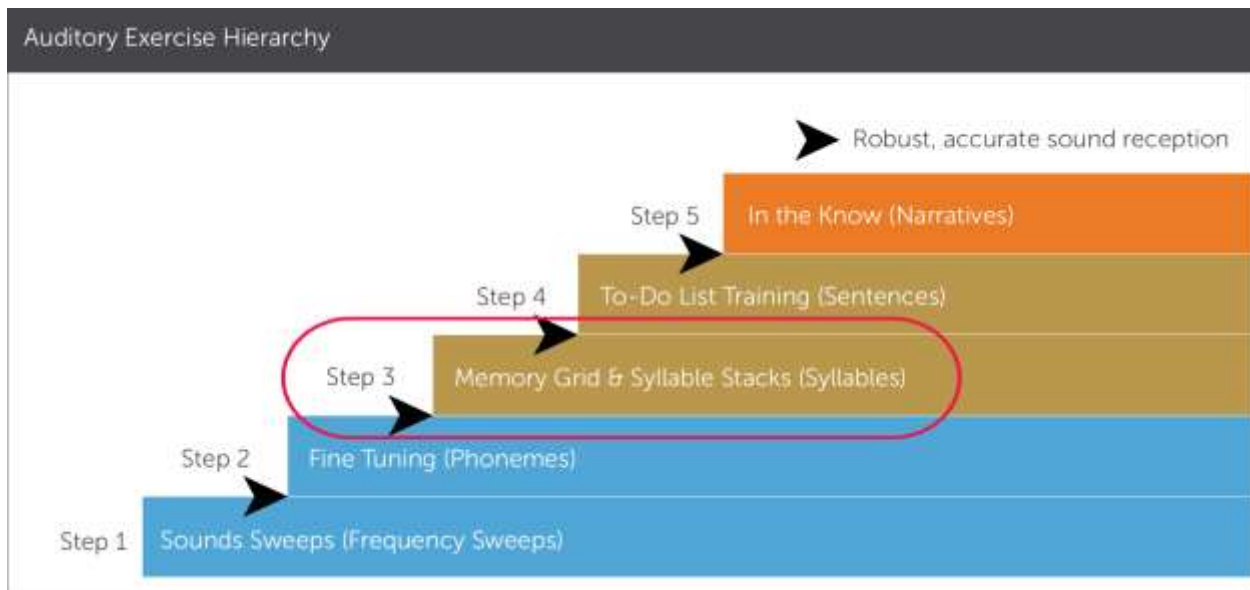 Auditory Exercise Hierarchy
Robust, accurate sound reception
Step 5 In the Know (Narratives)
Step 4 To-Do List Training (Sentences)
Step 3 Memory Grid & Syllable Stacks (Syllables)
Step 2 Fine Tuning (Phonemes)
Step 1 Sounds Sweeps (Frequency Sweeps)